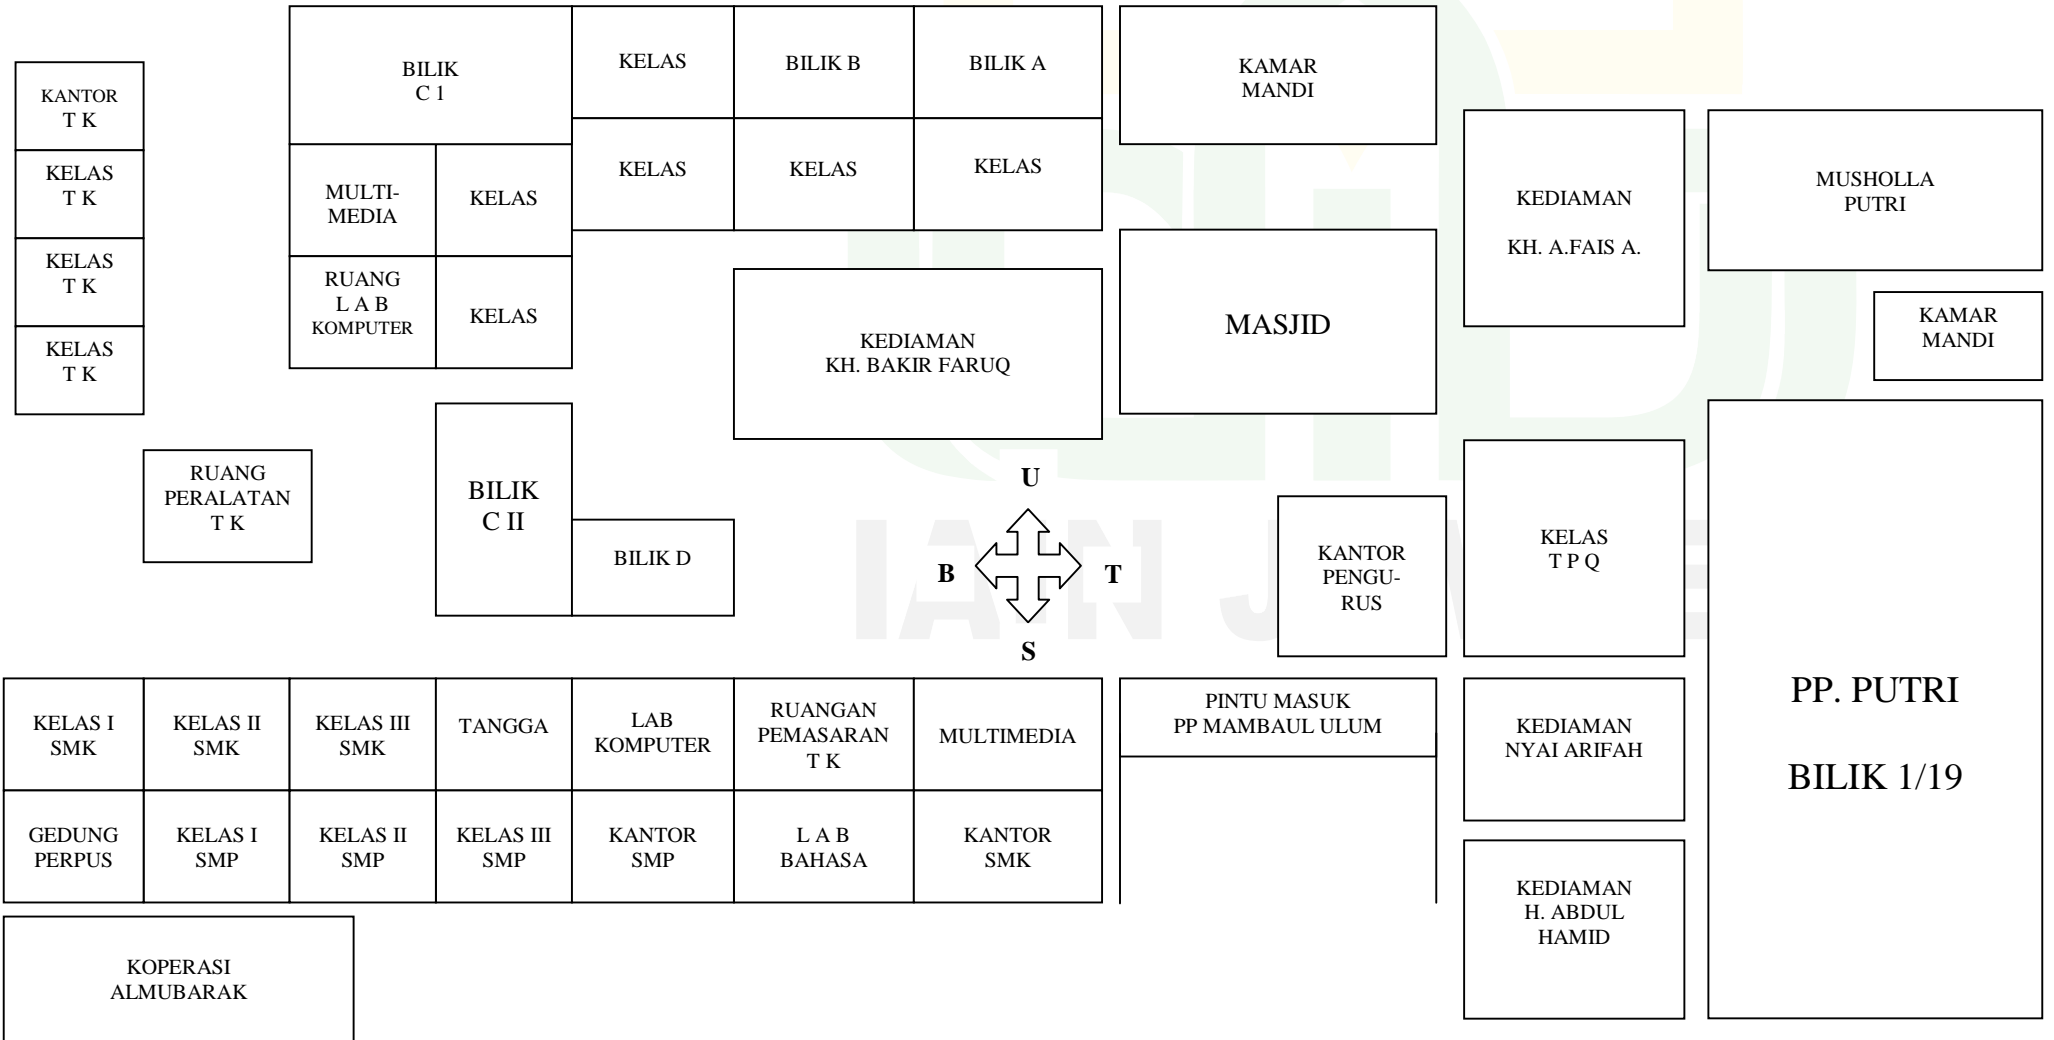 BILIK
C 1
KELAS
BILIK B
BILIK A
KAMAR
MANDI
KANTOR
T K
KELAS
T K
KELAS
T K
KELAS
T K
MULTI-
MEDIA
KELAS
KELAS
KELAS
KELAS
RUANG
L A B
KOMPUTER
KELAS
KEDIAMAN
KH. BAKIR FARUQ
MASJID
KEDIAMAN
KH. A.FAIS A.
MUSHOLLA
PUTRI
KAMAR
MANDI
RUANG
PERALATAN
T K
BILIK
C II
BILIK D
U
B
T
S
KANTOR
PENGU-
RUS
KELAS
T P Q
PP. PUTRI
BILIK 1/19
KELAS I
SMK
KELAS II
SMK
KELAS III
SMK
TANGGA
LAB
KOMPUTER
RUANGAN
PEMASARAN
T K
MULTIMEDIA
PINTU MASUK
PP MAMBAUL ULUM
KEDIAMAN
NYAI ARIFAH
GEDUNG
PERPUS
KELAS I
SMP
KELAS II
SMP
KELAS III
SMP
KANTOR
SMP
L A B
BAHASA
KANTOR
SMK
KEDIAMAN
H. ABDUL
HAMID
KOPERASI
ALMUBARAK